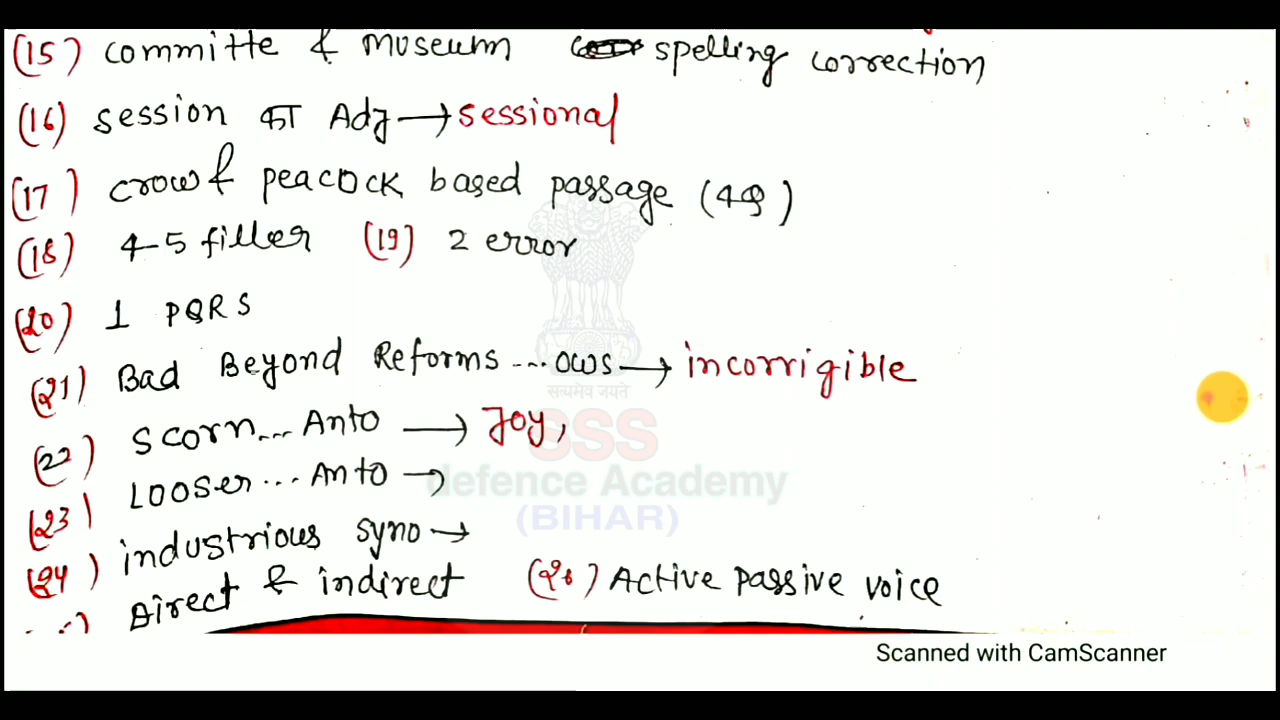 (15) committe & museum spelling correction
(16) session का Adj → sessional
(17) crow & peacock based passage (4Q)
(18) 4-5 filler (19) 2 error
(20) 1 PQRS
(21) Bad Beyond Reforms ... ows → incorrigible
(22) scorn... Anto → Joy,
(23) Looser... Anto →
(24) industrious syno →
Direct & indirect (26) Active passive voice
सत्यमेव जयते
SSS
defence Academy
(BIHAR)
Scanned with CamScanner